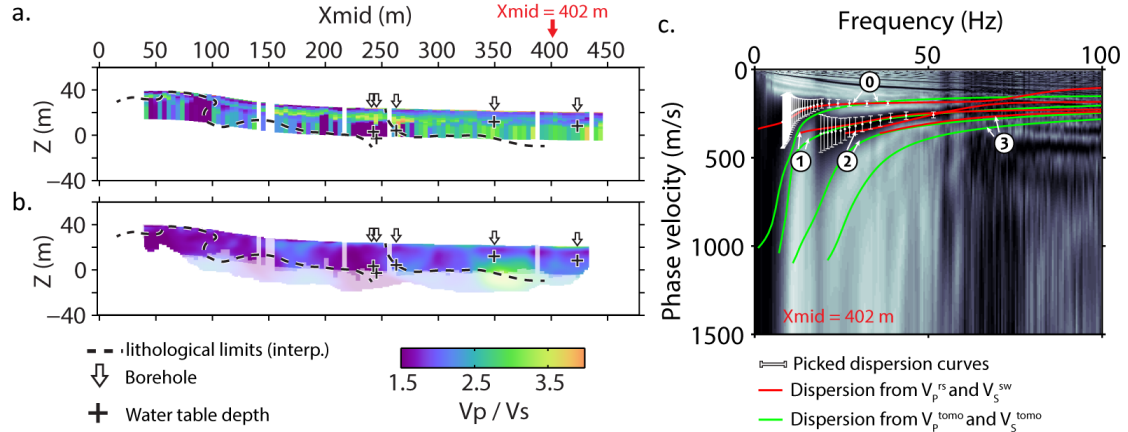 a.
Xmid (m)
Xmid = 402 m
0 50 100 150 200 250 300 350 400 450
Z (m)
40
0
−40
b.
Z (m)
40
0
−40
lithological limits (interp.)
Borehole
Water table depth
1.5 2.5 3.5
Vp / Vs
c.
Frequency (Hz)
0 50 100
Phase velocity (m/s)
0
500
1000
1500
0
1
2
3
Xmid = 402 m
Picked dispersion curves
Dispersion from V_P^rs and V_S^sw
Dispersion from V_P^tomo and V_S^tomo